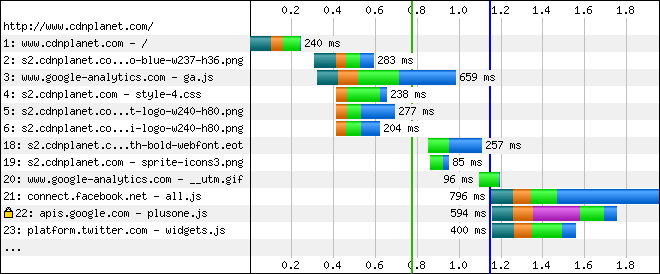 0.2 0.4 0.6 0.8 1.0 1.2 1.4 1.6 1.8
http://www.cdnplanet.com/
1: www.cdnplanet.com - / 240 ms
2: s2.cdnplanet.co...o-blue-w237-h36.png 283 ms
3: www.google-analytics.com - ga.js 659 ms
4: s2.cdnplanet.com - style-4.css 238 ms
5: s2.cdnplanet.co...t-logo-w240-h80.png 277 ms
6: s2.cdnplanet.co...i-logo-w240-h80.png 204 ms
18: s2.cdnplanet.c...th-bold-webfont.eot 257 ms
19: s2.cdnplanet.com - sprite-icons3.png 85 ms
20: www.google-analytics.com - __utm.gif 96 ms
21: connect.facebook.net - all.js 796 ms
22: apis.google.com - plusone.js 594 ms
23: platform.twitter.com - widgets.js 400 ms
...
0.2 0.4 0.6 0.8 1.0 1.2 1.4 1.6 1.8